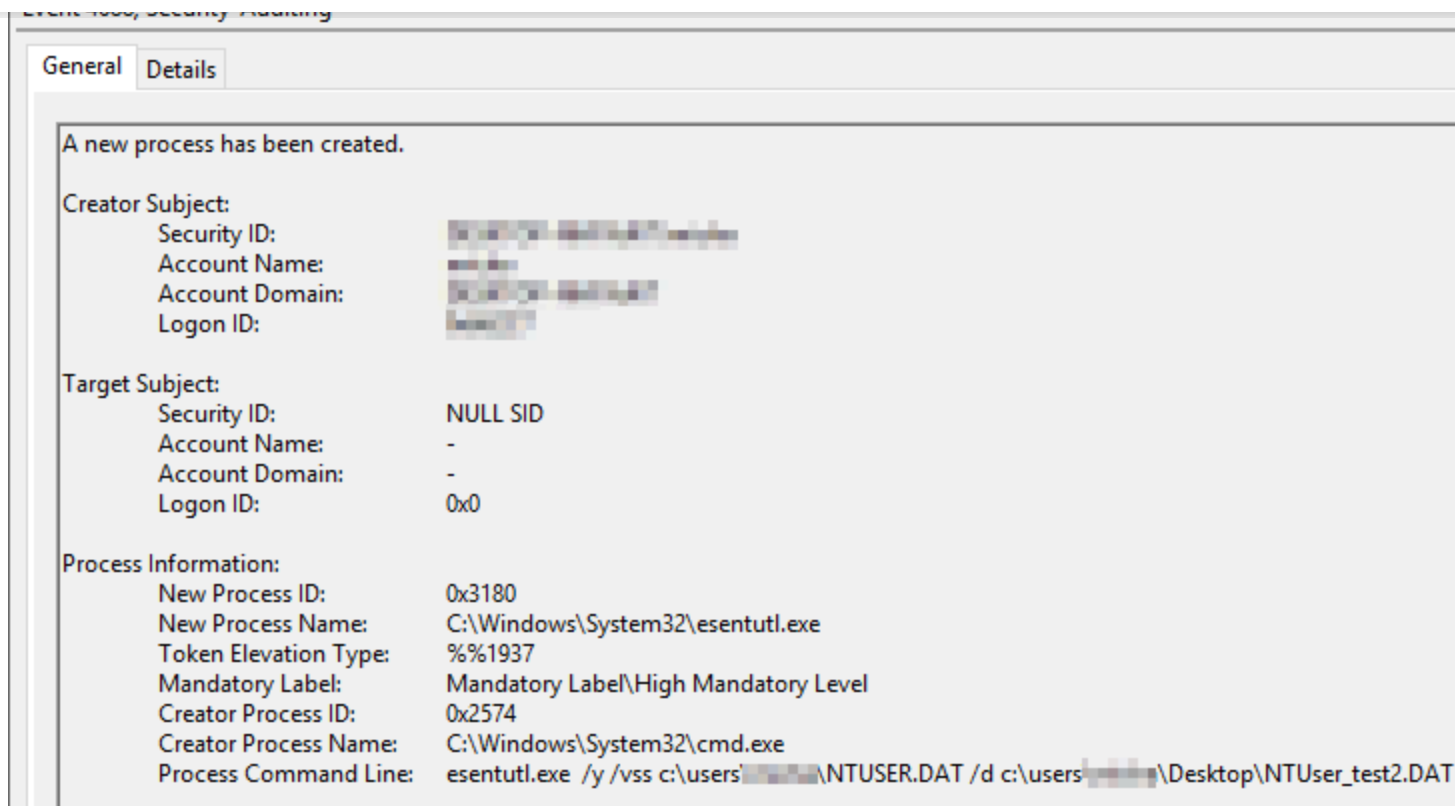 Event 4688, Security-Auditing
General Details
A new process has been created.
Creator Subject:
Security ID:
Account Name:
Account Domain:
Logon ID:
Target Subject:
Security ID: NULL SID
Account Name: -
Account Domain: -
Logon ID: 0x0
Process Information:
New Process ID: 0x3180
New Process Name: C:\Windows\System32\esentutl.exe
Token Elevation Type: %%1937
Mandatory Label: Mandatory Label\High Mandatory Level
Creator Process ID: 0x2574
Creator Process Name: C:\Windows\System32\cmd.exe
Process Command Line: esentutl.exe /y /vss c:\users\ \NTUSER.DAT /d c:\users\ \Desktop\NTUser_test2.DAT